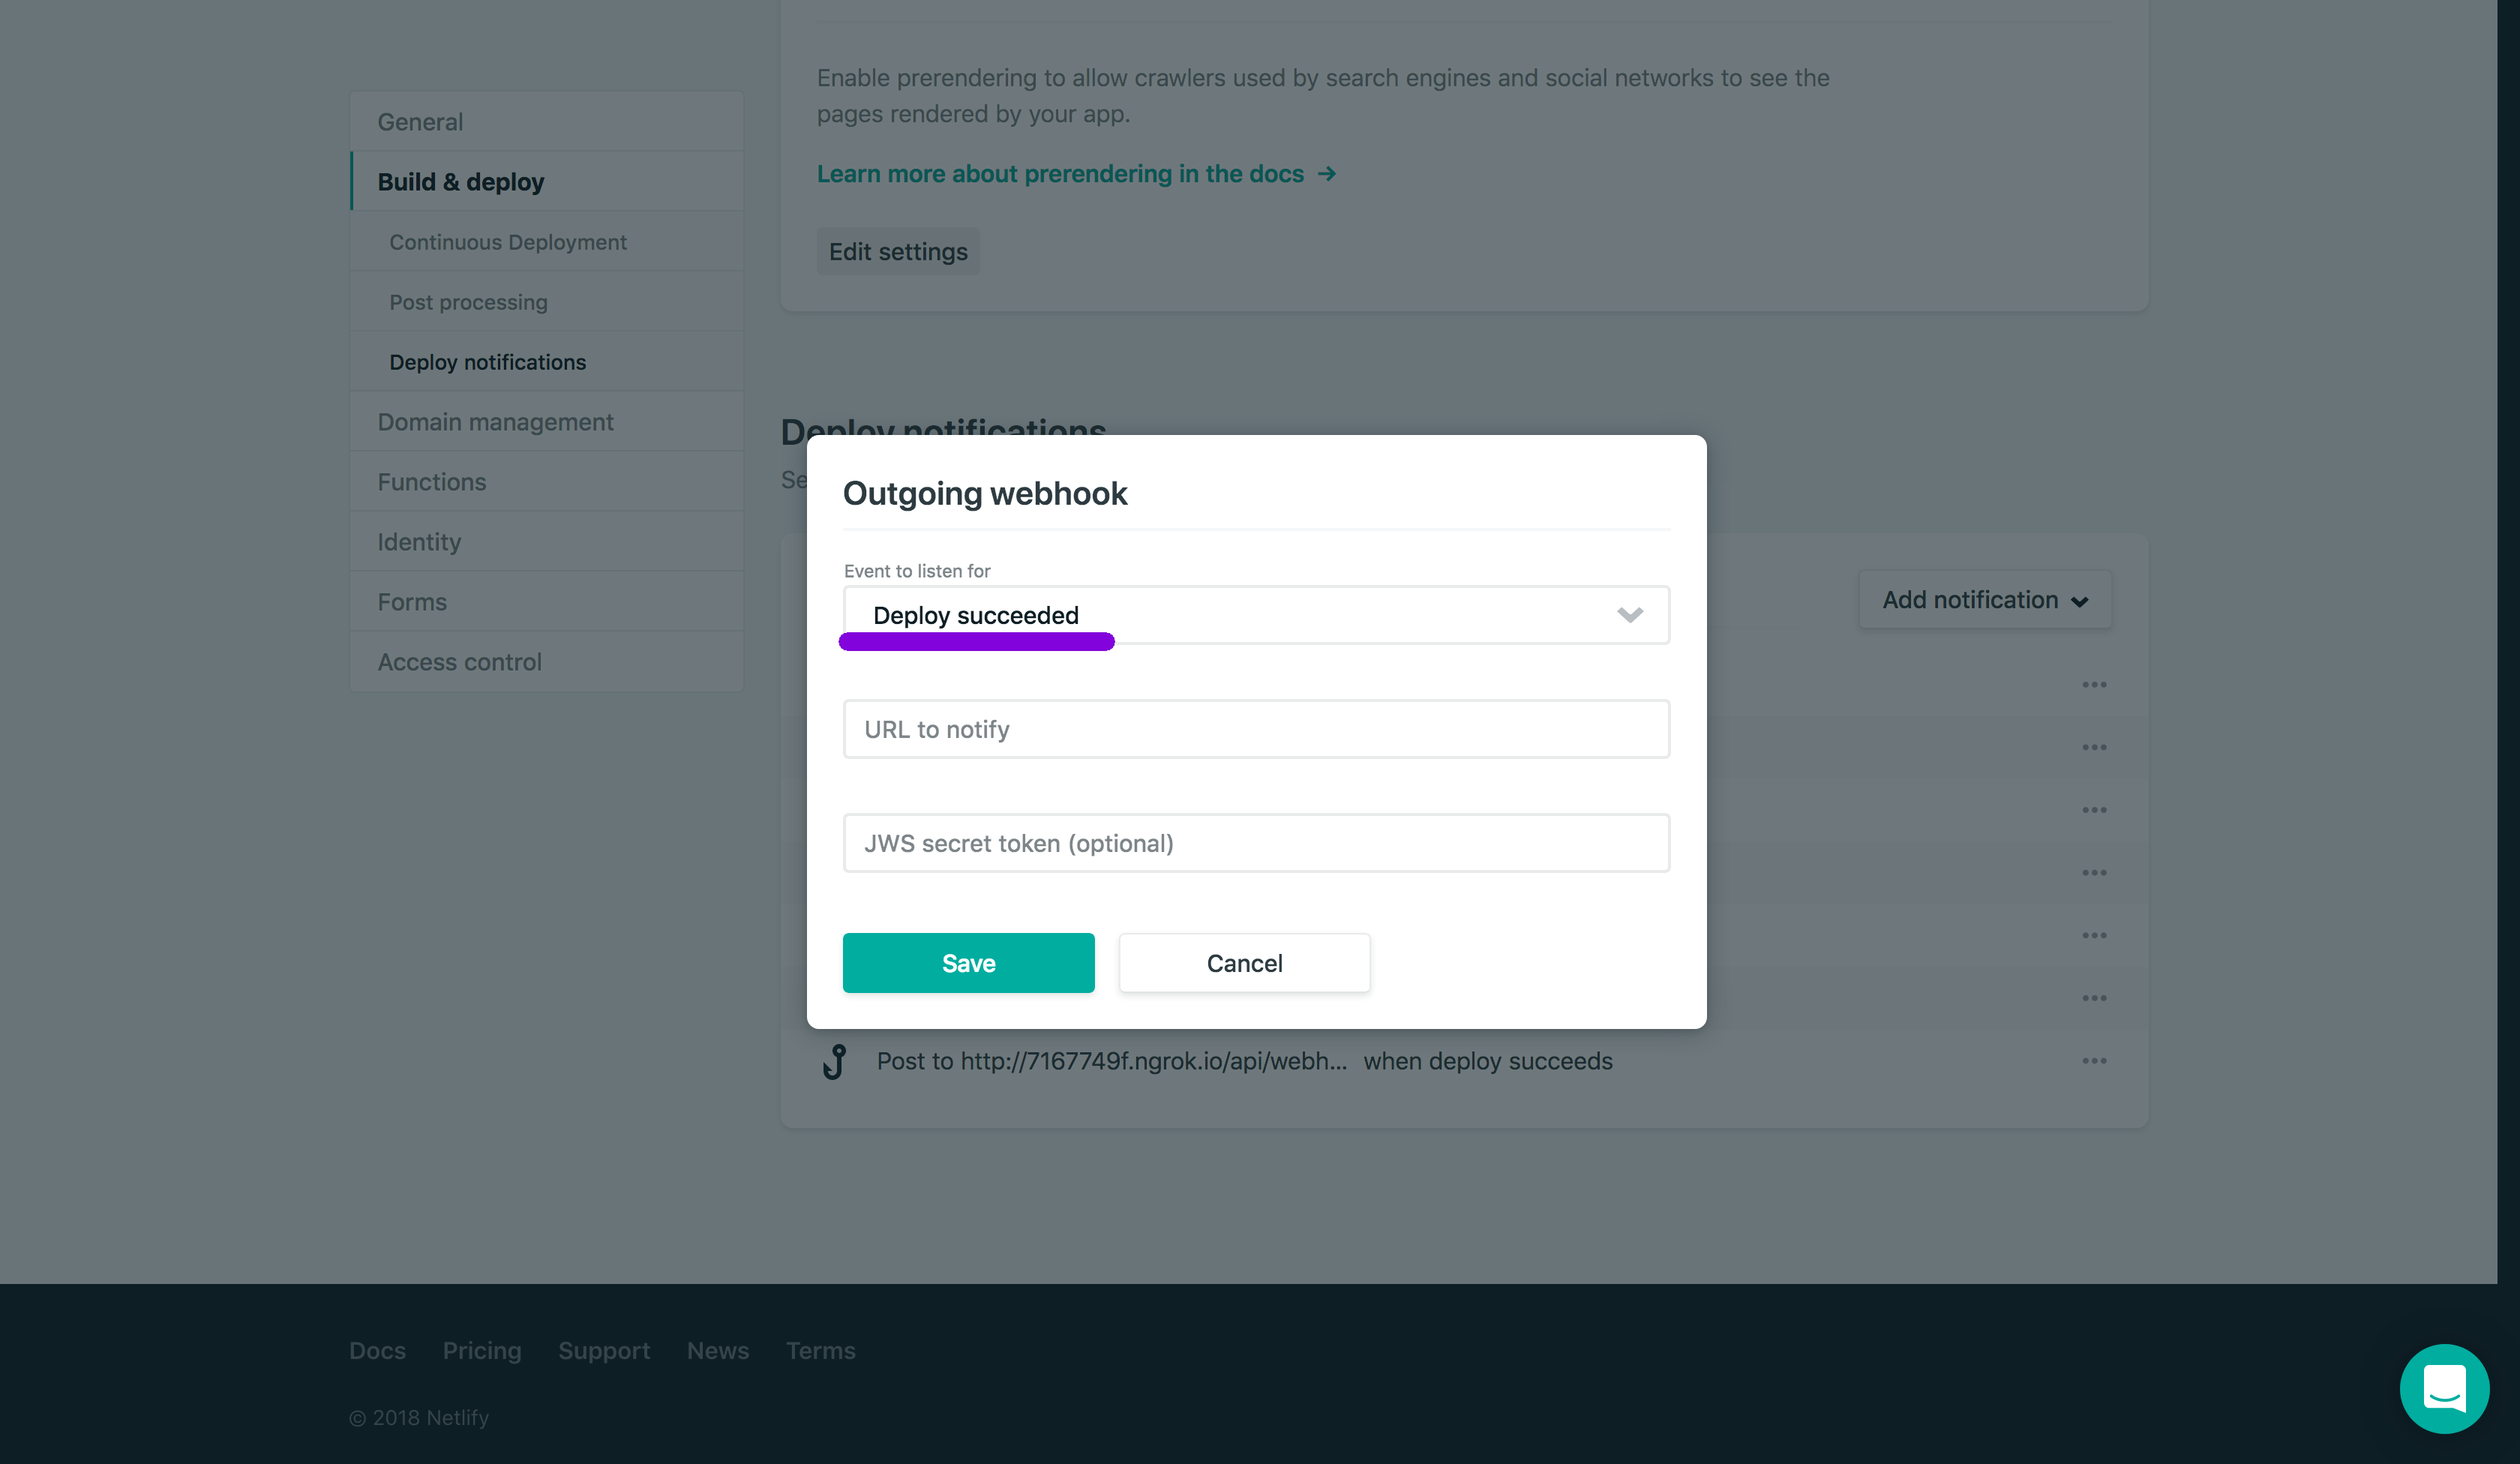 Enable prerendering to allow crawlers used by search engines and social networks to see the
pages rendered by your app.
Learn more about prerendering in the docs →
Edit settings
General
Build & deploy
Continuous Deployment
Post processing
Deploy notifications
Domain management
Functions
Identity
Forms
Access control
Deploy notifications
Se
Add notification
Outgoing webhook
Event to listen for
Deploy succeeded
URL to notify
JWS secret token (optional)
Save Cancel
Post to http://7167749f.ngrok.io/api/webh... when deploy succeeds
Docs Pricing Support News Terms
© 2018 Netlify